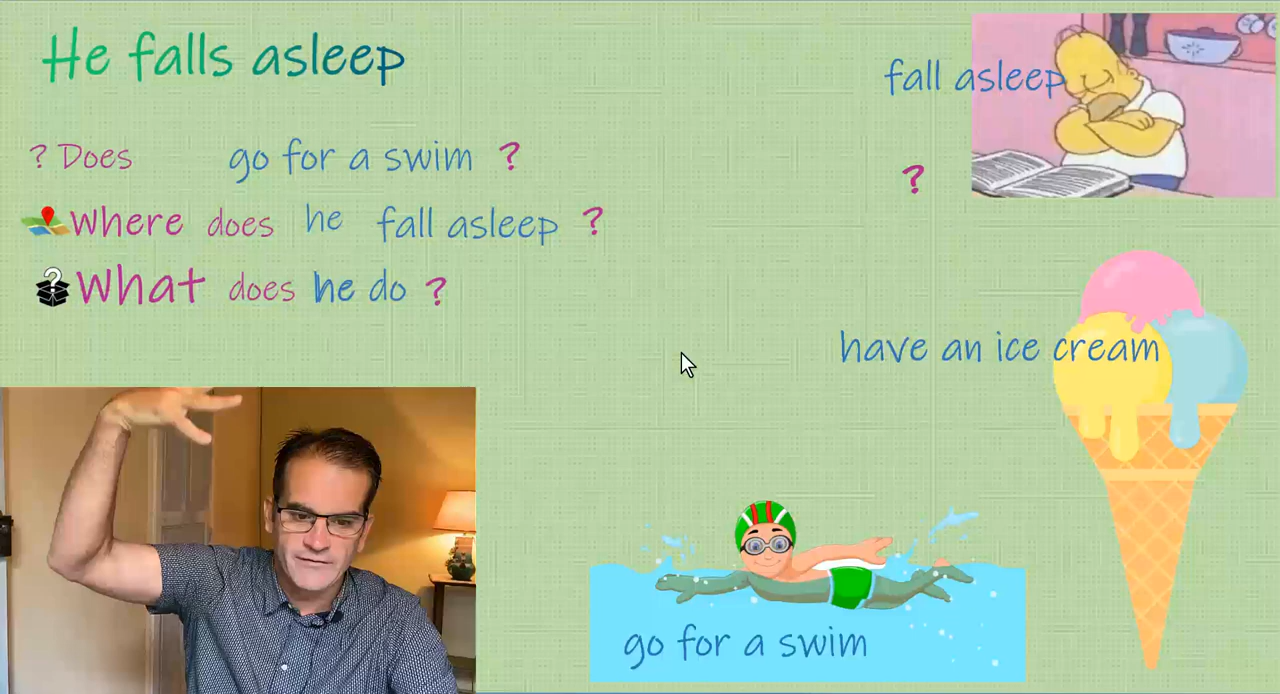 He falls asleep
fall asleep
? Does go for a swim ?
?
Where does he fall asleep ?
What does he do ?
have an ice cream
go for a swim